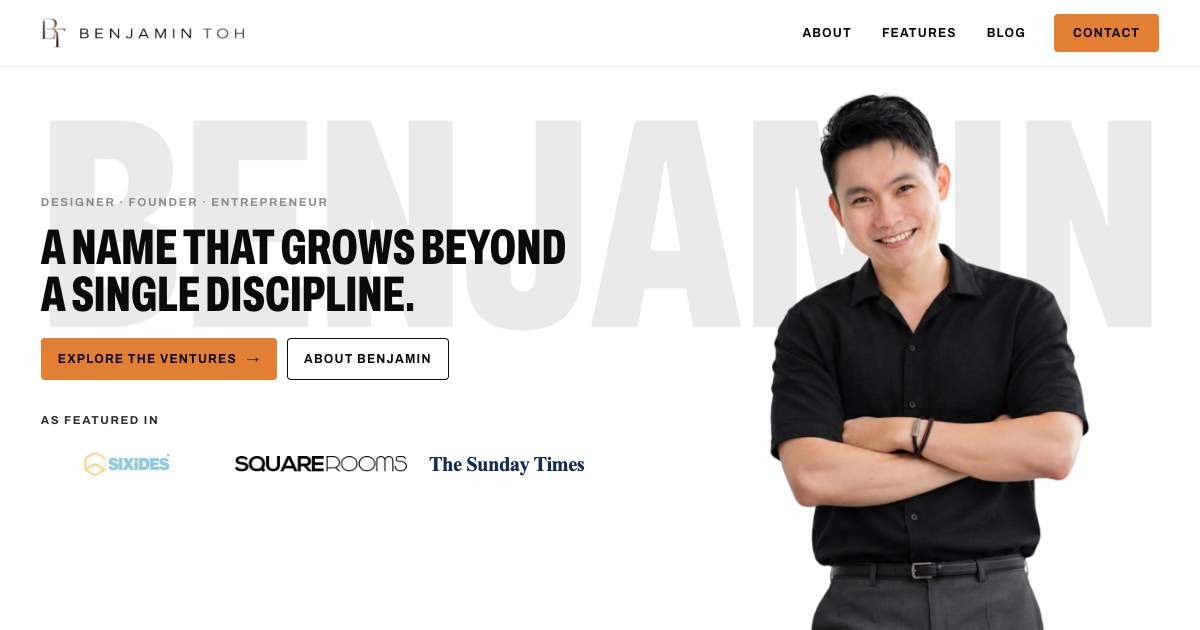 BT BENJAMIN TOH
ABOUT FEATURES BLOG CONTACT
BENJAMIN
DESIGNER · FOUNDER · ENTREPRENEUR
A NAME THAT GROWS BEYOND
A SINGLE DISCIPLINE.
EXPLORE THE VENTURES → ABOUT BENJAMIN
AS FEATURED IN
SIXiDES SQUAREROOMS The Sunday Times